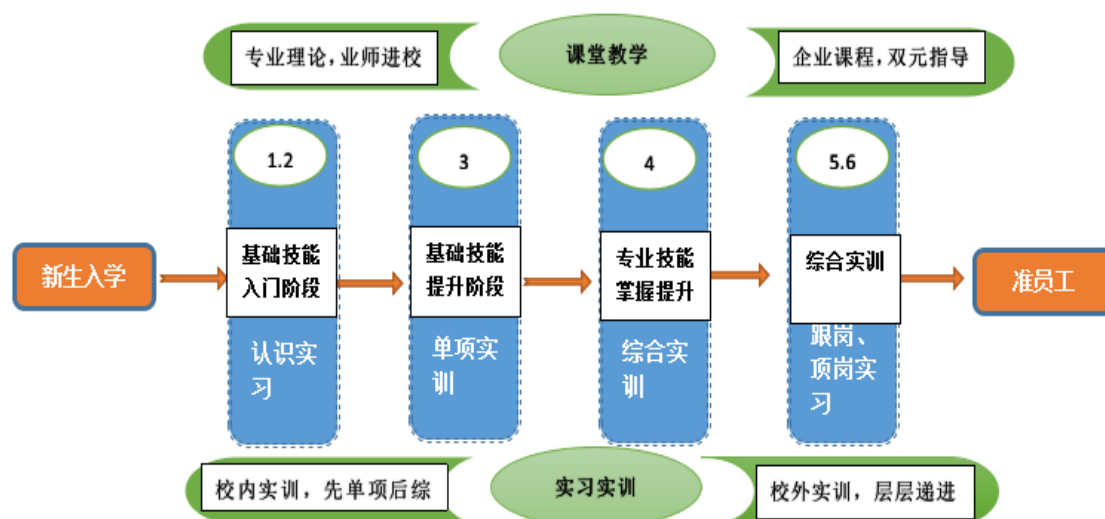 专业理论，业师进校
课堂教学
企业课程，双元指导
1.2
3
4
5.6
新生入学
基础技能
入门阶段
基础技能
提升阶段
专业技能
掌握提升
综合实训
准员工
认识实
习
单项实
训
综合实
训
跟岗、
顶岗实
习
校内实训，先单项后综
实习实训
校外实训，层层递进